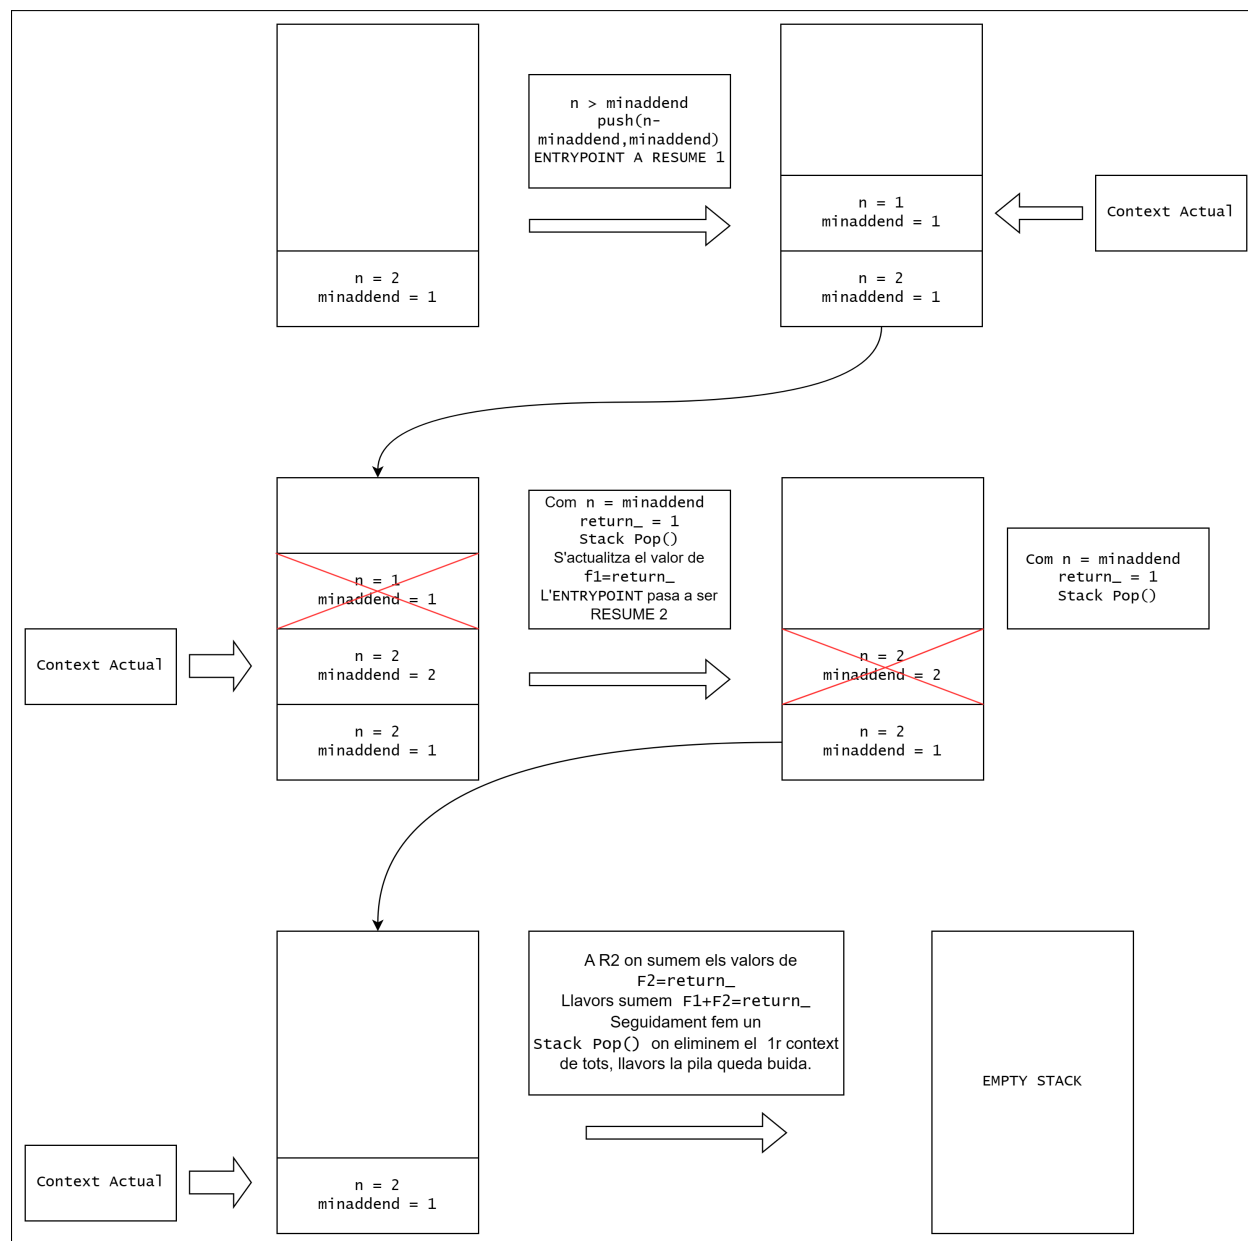 n > minaddend
push(n-
minaddend,minaddend)
ENTRYPOINT A RESUME 1
n = 2
minaddend = 1
n = 1
minaddend = 1
n = 2
minaddend = 1
Context Actual
n = 1
minaddend = 1
n = 2
minaddend = 2
n = 2
minaddend = 1
Context Actual
Com n = minaddend
return_ = 1
Stack Pop()
S'actualitza el valor de
f1=return_
L'ENTRYPOINT pasa a ser
RESUME 2
n = 2
minaddend = 2
n = 2
minaddend = 1
Com n = minaddend
return_ = 1
Stack Pop()
Context Actual
n = 2
minaddend = 1
A R2 on sumem els valors de
F2=return_
Llavors sumem F1+F2=return_
Seguidament fem un
Stack Pop() on eliminem el 1r context
de tots, llavors la pila queda buida.
EMPTY STACK